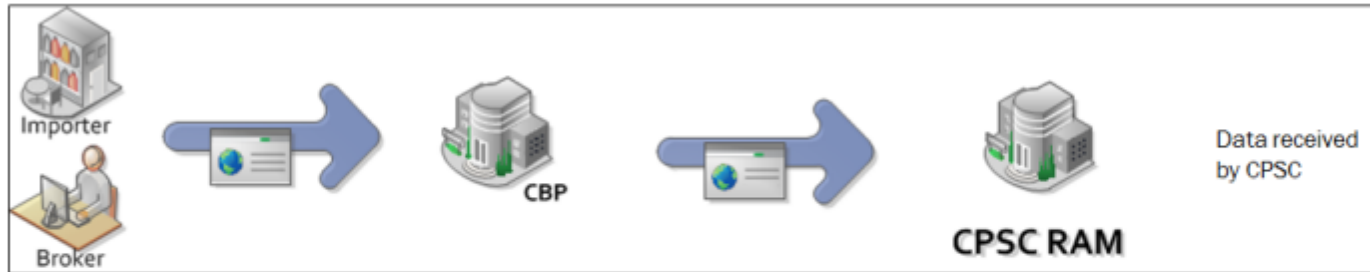 Importer
Broker
CBP
CPSC RAM
Data received
by CPSC